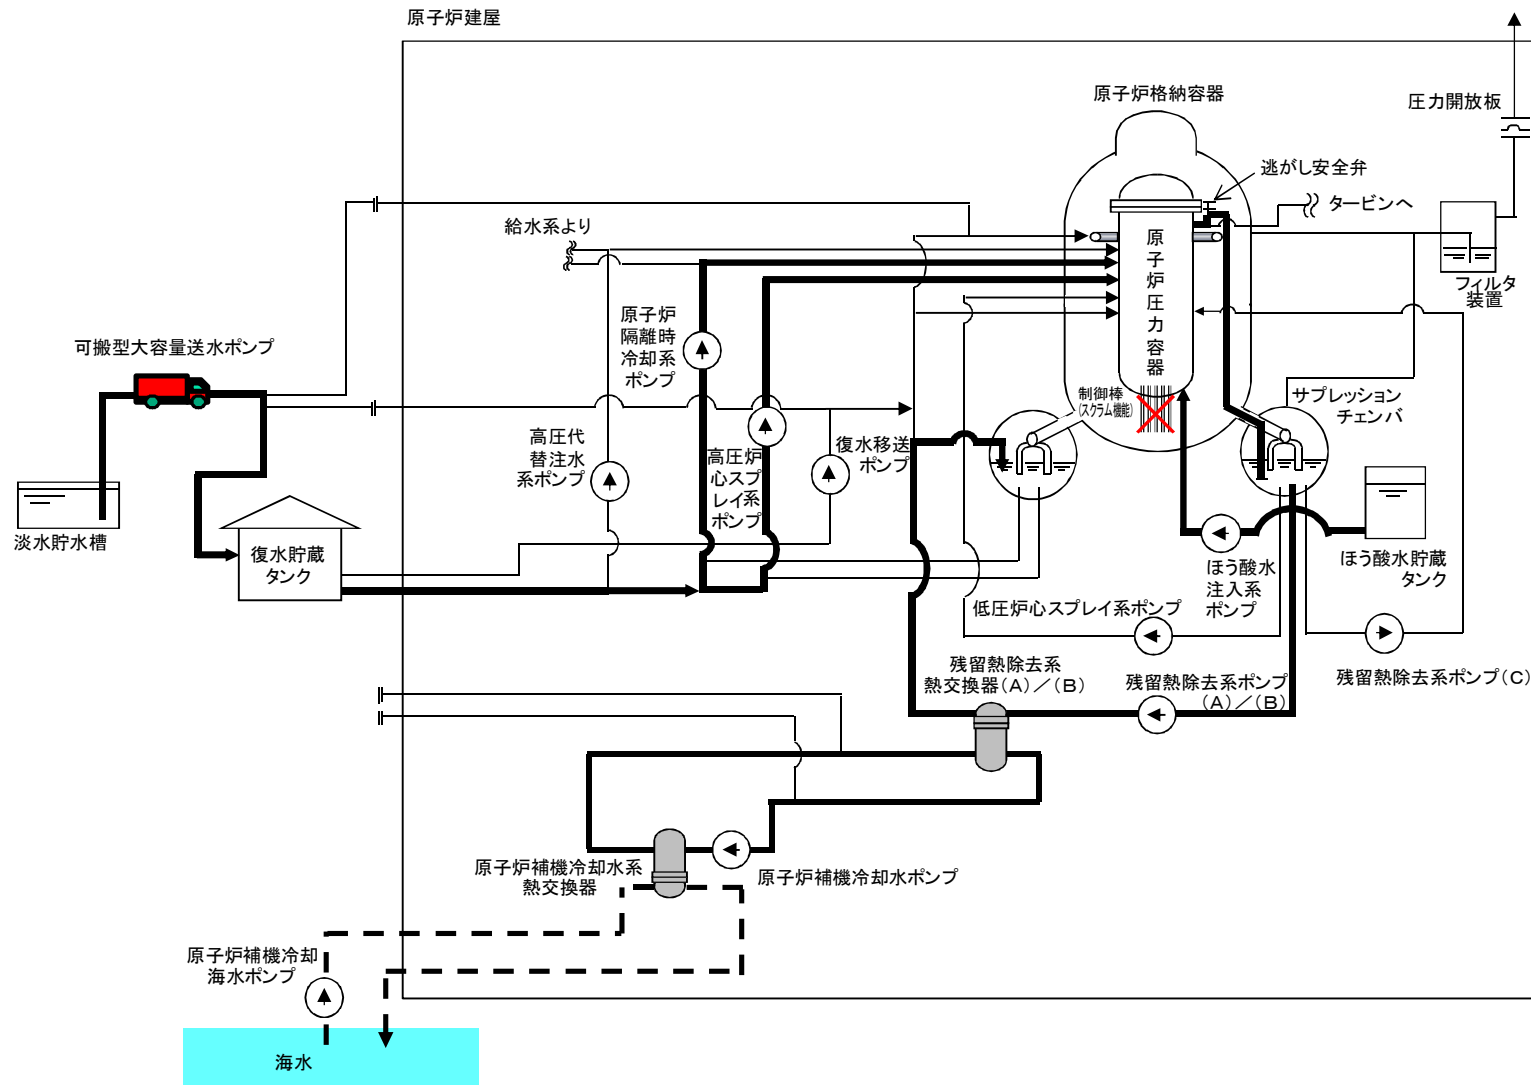 原子炉建屋
原子炉格納容器
圧力開放板
逃がし安全弁
タービンへ
給水系より
原子炉圧力容器
フィルタ
装置
原子炉
隔離時
冷却系
ポンプ
可搬型大容量送水ポンプ
制御棒
(スクラム機能)
サプレッション
チェンバ
高圧代
替注水
系ポンプ
高圧炉
心スプ
レイ系
ポンプ
復水移送
ポンプ
淡水貯水槽
復水貯蔵
タンク
ほう酸水
注入系
ポンプ
ほう酸水貯蔵
タンク
低圧炉心スプレイ系ポンプ
残留熱除去系
熱交換器(A)/(B)
残留熱除去系ポンプ
(A)/(B)
残留熱除去系ポンプ(C)
原子炉補機冷却水系
熱交換器
原子炉補機冷却水ポンプ
原子炉補機冷却
海水ポンプ
海水